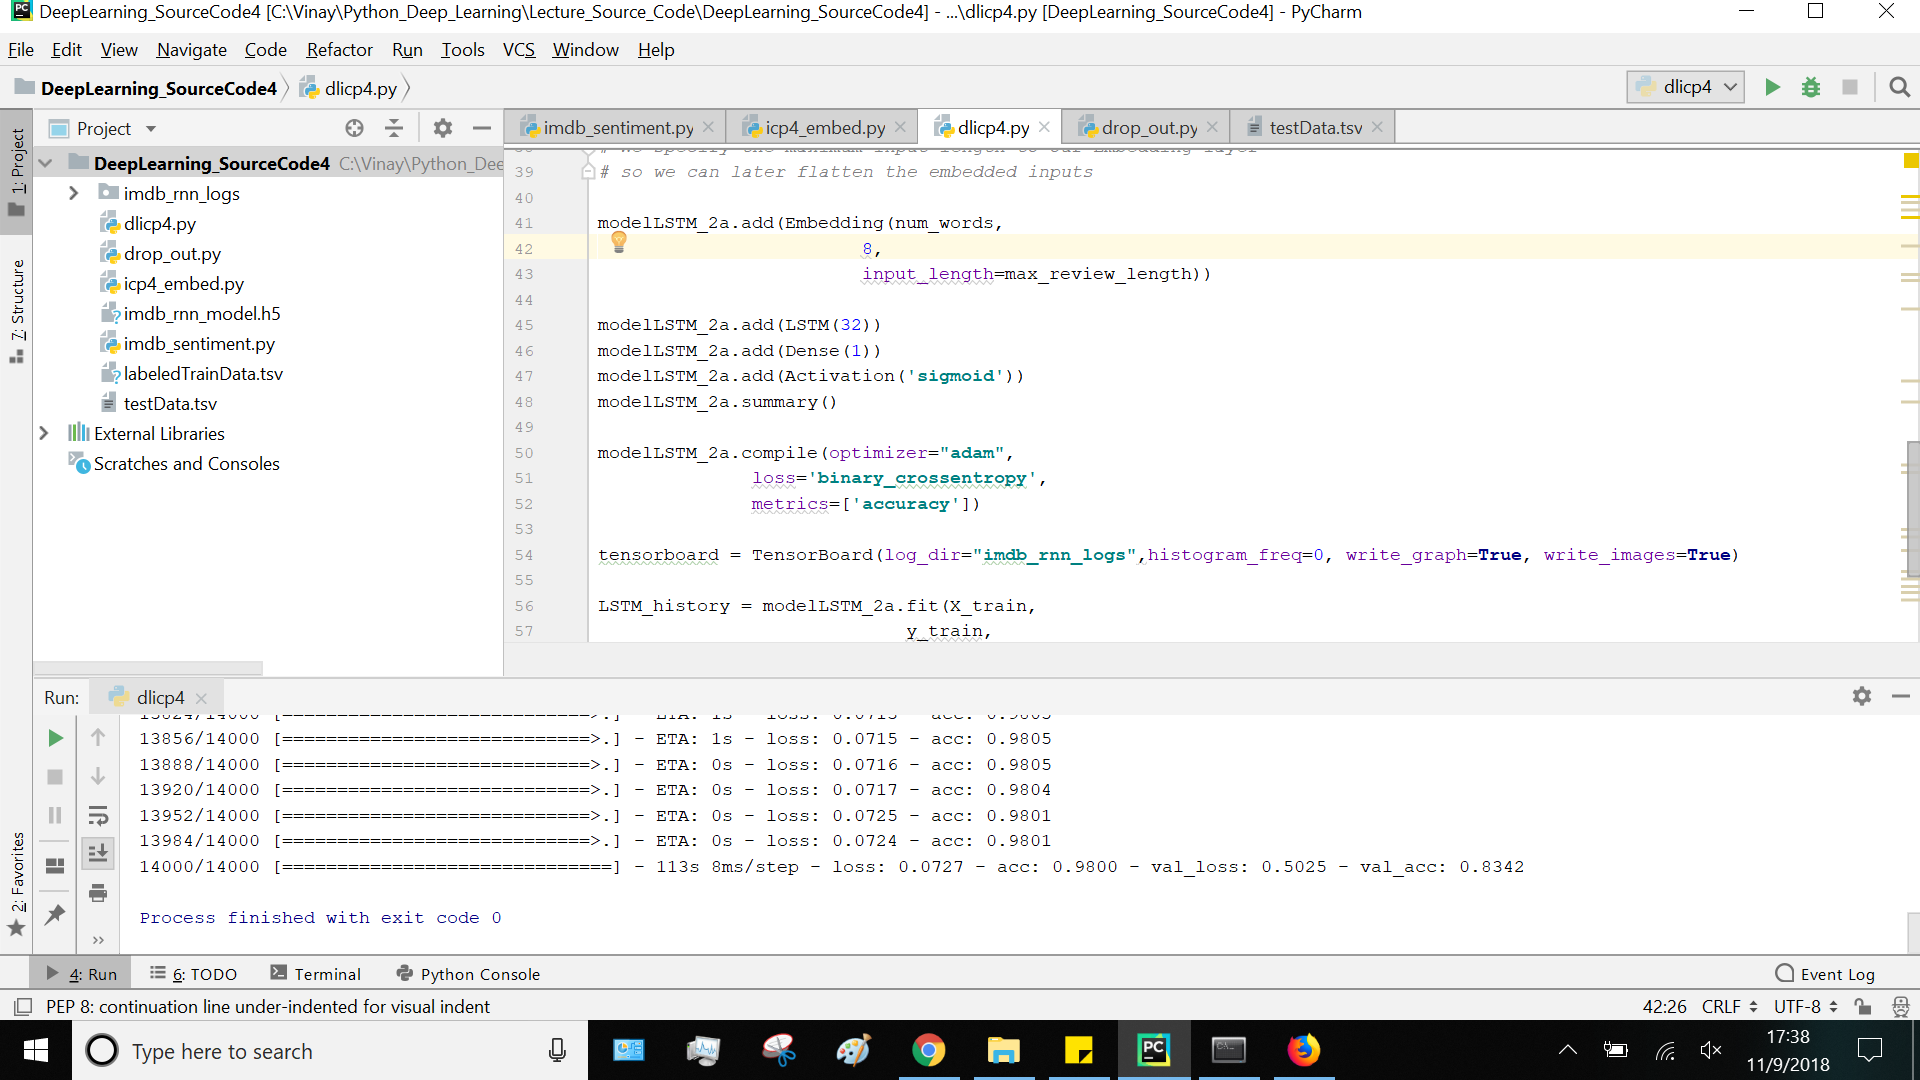 DeepLearning_SourceCode4 [C:\Vinay\Python_Deep_Learning\Lecture_Source_Code\DeepLearning_SourceCode4] - ...\dlicp4.py [DeepLearning_SourceCode4] - PyCharm
File Edit View Navigate Code Refactor Run Tools VCS Window Help
DeepLearning_SourceCode4 dlicp4.py
dlicp4
1: Project
7: Structure
2: Favorites
Project
DeepLearning_SourceCode4 C:\Vinay\Python_Dee
imdb_rnn_logs
dlicp4.py
drop_out.py
icp4_embed.py
imdb_rnn_model.h5
imdb_sentiment.py
labeledTrainData.tsv
testData.tsv
External Libraries
Scratches and Consoles
imdb_sentiment.py icp4_embed.py dlicp4.py drop_out.py testData.tsv
39 # so we can later flatten the embedded inputs
40
41 modelLSTM_2a.add(Embedding(num_words,
42 8,
43 input_length=max_review_length))
44
45 modelLSTM_2a.add(LSTM(32))
46 modelLSTM_2a.add(Dense(1))
47 modelLSTM_2a.add(Activation('sigmoid'))
48 modelLSTM_2a.summary()
49
50 modelLSTM_2a.compile(optimizer="adam",
51 loss='binary_crossentropy',
52 metrics=['accuracy'])
53
54 tensorboard = TensorBoard(log_dir="imdb_rnn_logs",histogram_freq=0, write_graph=True, write_images=True)
55
56 LSTM_history = modelLSTM_2a.fit(X_train,
57 y_train,
Run: dlicp4
13856/14000 [============================>.] - ETA: 1s - loss: 0.0715 - acc: 0.9805
13888/14000 [============================>.] - ETA: 0s - loss: 0.0716 - acc: 0.9805
13920/14000 [============================>.] - ETA: 0s - loss: 0.0717 - acc: 0.9804
13952/14000 [============================>.] - ETA: 0s - loss: 0.0725 - acc: 0.9801
13984/14000 [============================>.] - ETA: 0s - loss: 0.0724 - acc: 0.9801
14000/14000 [==============================] - 113s 8ms/step - loss: 0.0727 - acc: 0.9800 - val_loss: 0.5025 - val_acc: 0.8342
Process finished with exit code 0
4: Run 6: TODO Terminal Python Console Event Log
PEP 8: continuation line under-indented for visual indent 42:26 CRLF UTF-8
Type here to search
17:38
11/9/2018